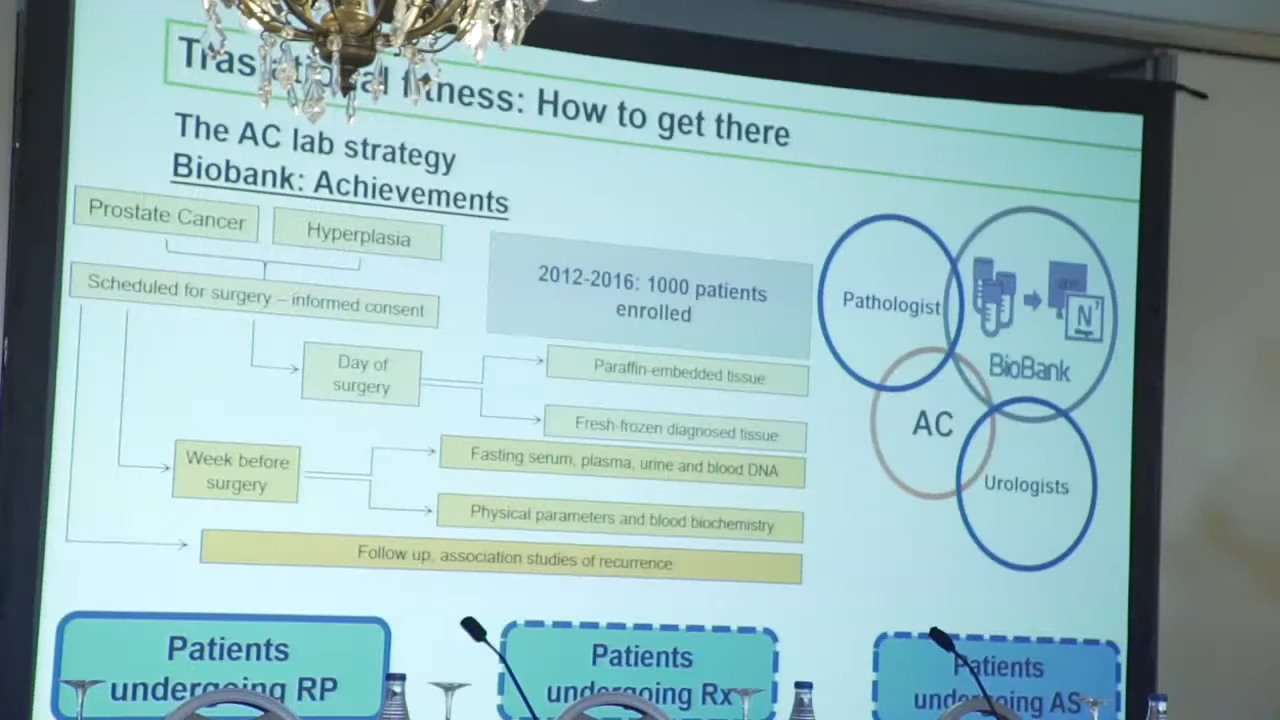 fitness: How to get there
The AC lab strategy
Biobank: Achievements
Prostate Cancer
Hyperplasia
Scheduled for surgery – informed consent
2012-2016: 1000 patients
enrolled
Day of
surgery
Paraffin-embedded tissue
Fresh-frozen diagnosed tissue
Week before
surgery
Fasting serum, plasma, urine and blood DNA
Physical parameters and blood biochemistry
Follow up, association studies of recurrence
Pathologist
N
BioBank
AC
Urologists
Patients
undergoing RP
Patients
undergoing Rx
Patients
undergoing AS